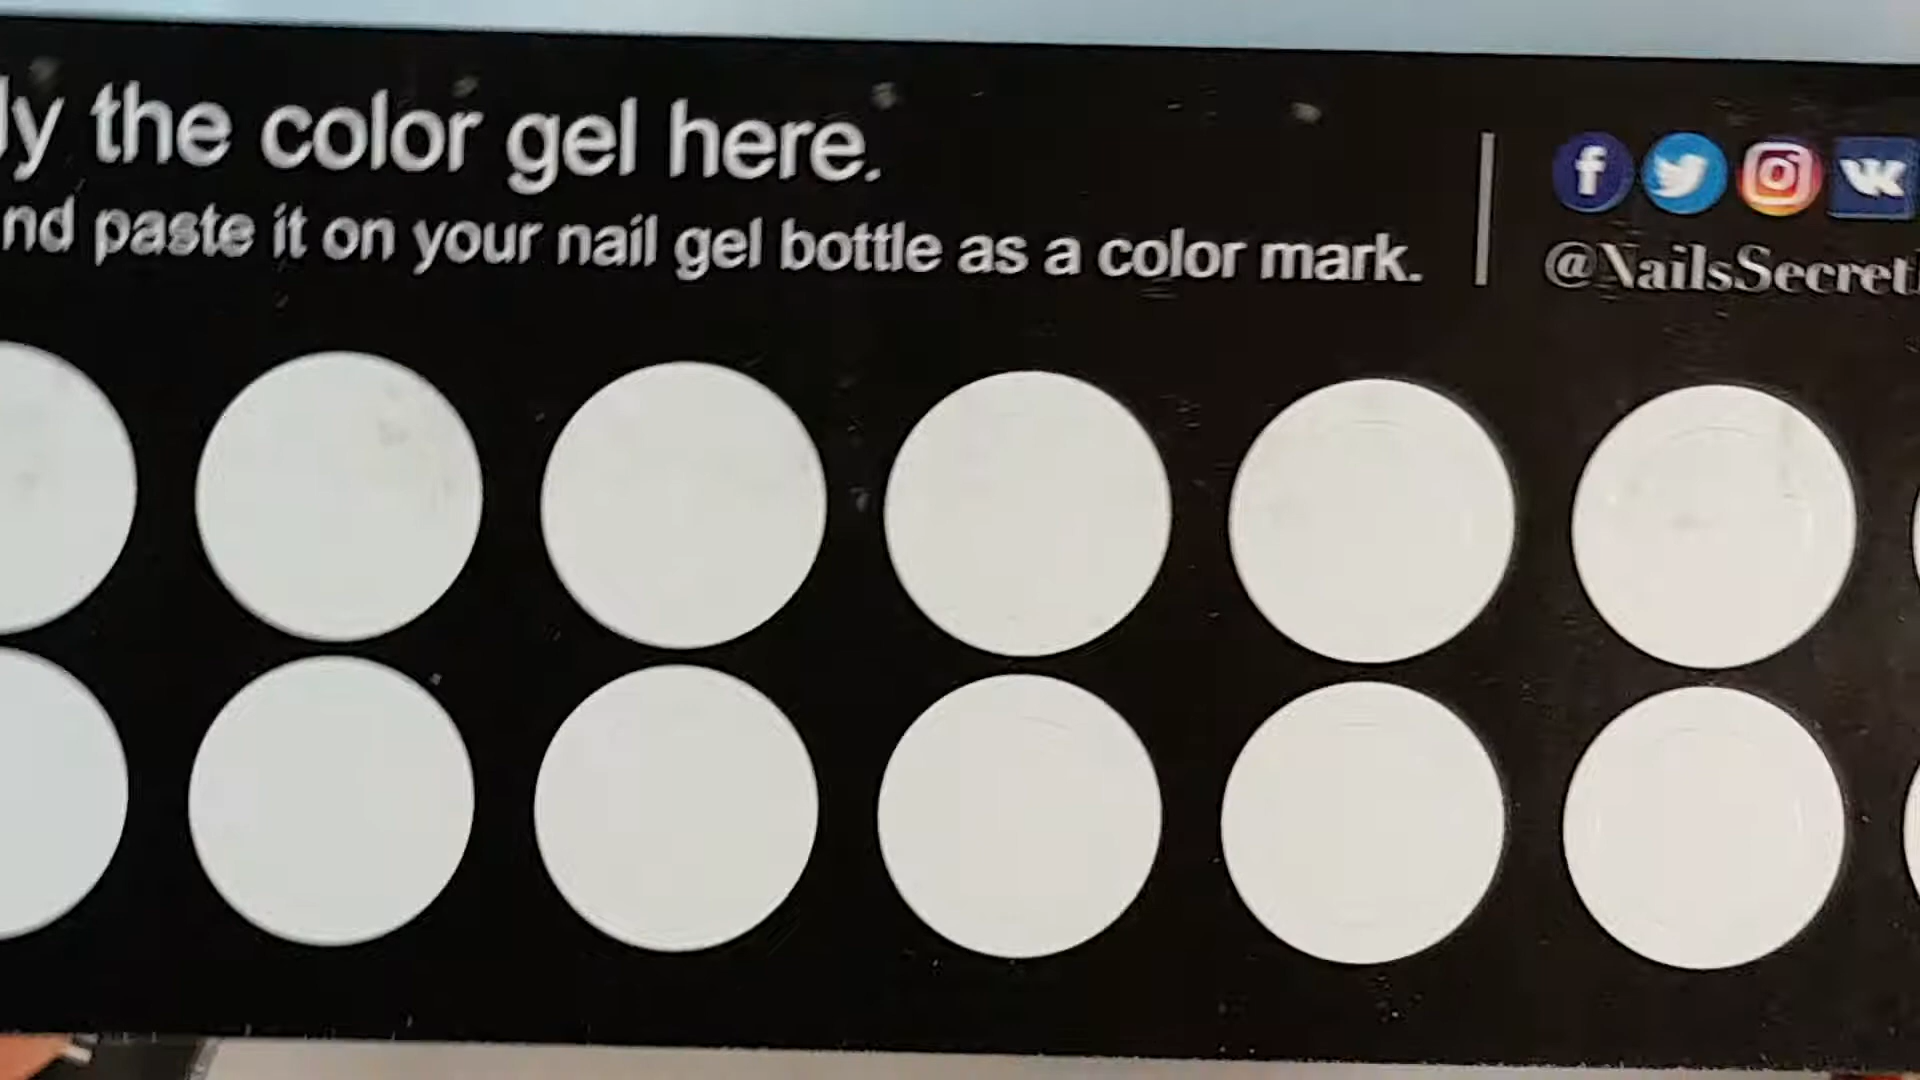 ly the color gel here.
nd paste it on your nail gel bottle as a color mark.
@NailsSecret